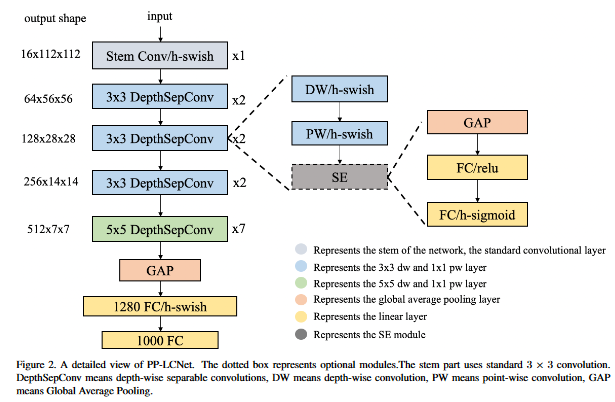 output shape
input
16x112x112
Stem Conv/h-swish
x1
64x56x56
3x3 DepthSepConv
x2
128x28x28
3x3 DepthSepConv
x2
256x14x14
3x3 DepthSepConv
x2
512x7x7
5x5 DepthSepConv
x7
GAP
1280 FC/h-swish
1000 FC
DW/h-swish
PW/h-swish
SE
GAP
FC/relu
FC/h-sigmoid
Represents the stem of the network, the standard convolutional layer
Represents the 3x3 dw and 1x1 pw layer
Represents the 5x5 dw and 1x1 pw layer
Represents the global average pooling layer
Represents the linear layer
Represents the SE module
Figure 2. A detailed view of PP-LCNet. The dotted box represents optional modules.The stem part uses standard 3 × 3 convolution.
DepthSepConv means depth-wise separable convolutions, DW means depth-wise convolution, PW means point-wise convolution, GAP
means Global Average Pooling.